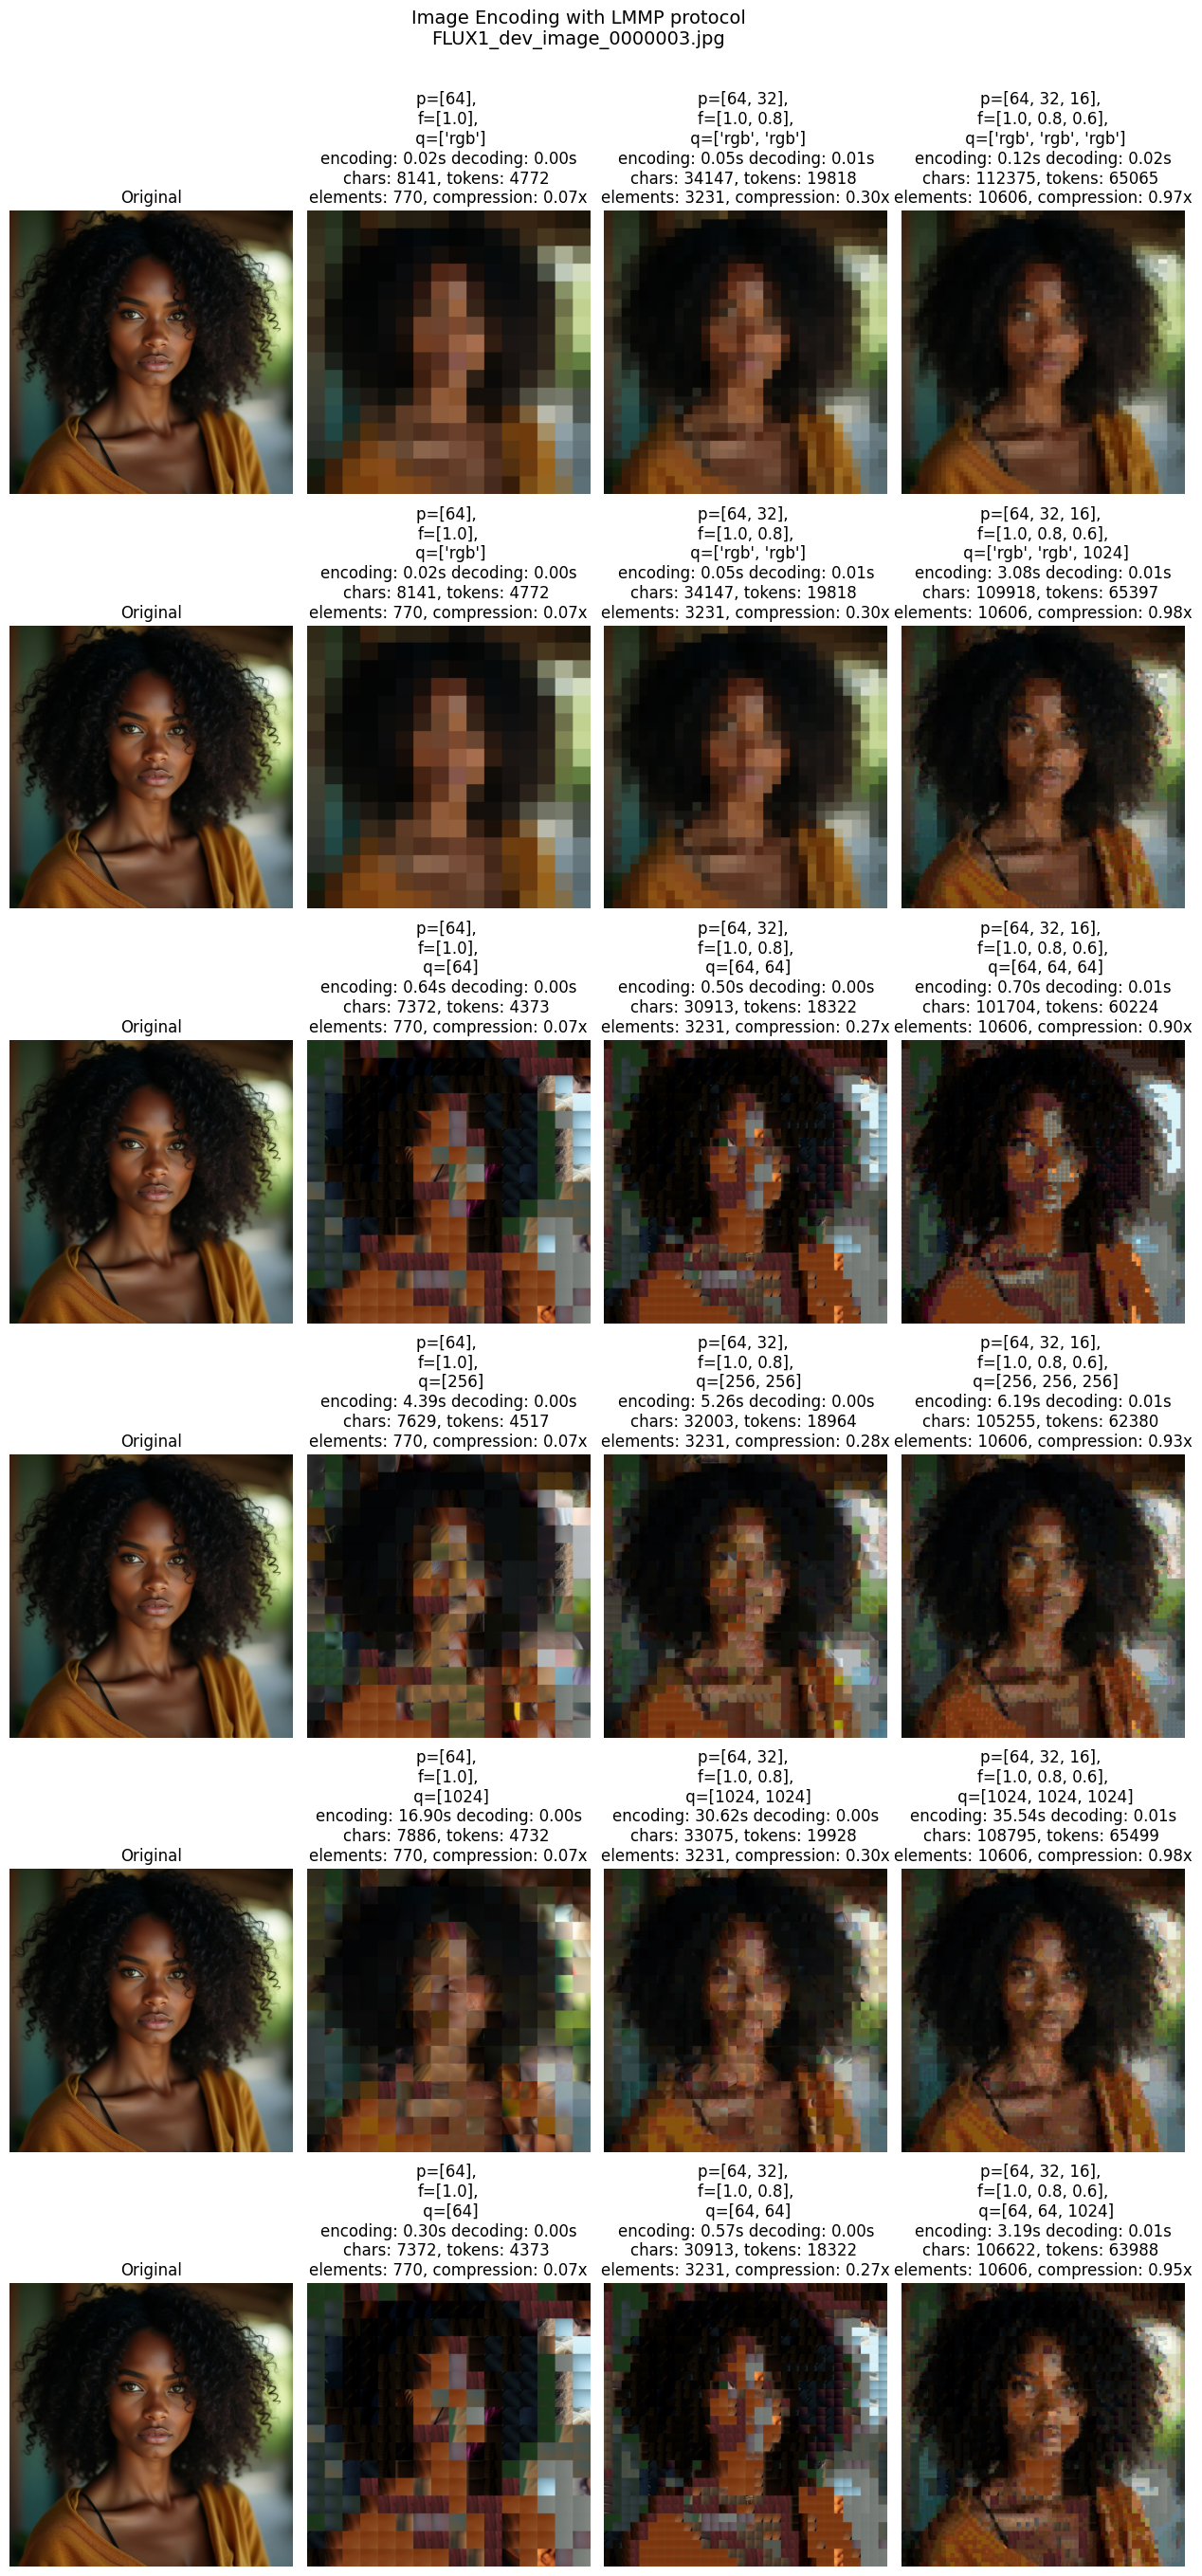 Image Encoding with LMMP protocol
FLUX1_dev_image_0000003.jpg
Original
p=[64],
f=[1.0],
q=['rgb']
encoding: 0.02s decoding: 0.00s
chars: 8141, tokens: 4772
elements: 770, compression: 0.07x
p=[64, 32],
f=[1.0, 0.8],
q=['rgb', 'rgb']
encoding: 0.05s decoding: 0.01s
chars: 34147, tokens: 19818
elements: 3231, compression: 0.30x
p=[64, 32, 16],
f=[1.0, 0.8, 0.6],
q=['rgb', 'rgb', 'rgb']
encoding: 0.12s decoding: 0.02s
chars: 112375, tokens: 65065
elements: 10606, compression: 0.97x
Original
p=[64],
f=[1.0],
q=['rgb']
encoding: 0.02s decoding: 0.00s
chars: 8141, tokens: 4772
elements: 770, compression: 0.07x
p=[64, 32],
f=[1.0, 0.8],
q=['rgb', 'rgb']
encoding: 0.05s decoding: 0.01s
chars: 34147, tokens: 19818
elements: 3231, compression: 0.30x
p=[64, 32, 16],
f=[1.0, 0.8, 0.6],
q=['rgb', 'rgb', 1024]
encoding: 3.08s decoding: 0.01s
chars: 109918, tokens: 65397
elements: 10606, compression: 0.98x
Original
p=[64],
f=[1.0],
q=[64]
encoding: 0.64s decoding: 0.00s
chars: 7372, tokens: 4373
elements: 770, compression: 0.07x
p=[64, 32],
f=[1.0, 0.8],
q=[64, 64]
encoding: 0.50s decoding: 0.00s
chars: 30913, tokens: 18322
elements: 3231, compression: 0.27x
p=[64, 32, 16],
f=[1.0, 0.8, 0.6],
q=[64, 64, 64]
encoding: 0.70s decoding: 0.01s
chars: 101704, tokens: 60224
elements: 10606, compression: 0.90x
Original
p=[64],
f=[1.0],
q=[256]
encoding: 4.39s decoding: 0.00s
chars: 7629, tokens: 4517
elements: 770, compression: 0.07x
p=[64, 32],
f=[1.0, 0.8],
q=[256, 256]
encoding: 5.26s decoding: 0.00s
chars: 32003, tokens: 18964
elements: 3231, compression: 0.28x
p=[64, 32, 16],
f=[1.0, 0.8, 0.6],
q=[256, 256, 256]
encoding: 6.19s decoding: 0.01s
chars: 105255, tokens: 62380
elements: 10606, compression: 0.93x
Original
p=[64],
f=[1.0],
q=[1024]
encoding: 16.90s decoding: 0.00s
chars: 7886, tokens: 4732
elements: 770, compression: 0.07x
p=[64, 32],
f=[1.0, 0.8],
q=[1024, 1024]
encoding: 30.62s decoding: 0.00s
chars: 33075, tokens: 19928
elements: 3231, compression: 0.30x
p=[64, 32, 16],
f=[1.0, 0.8, 0.6],
q=[1024, 1024, 1024]
encoding: 35.54s decoding: 0.01s
chars: 108795, tokens: 65499
elements: 10606, compression: 0.98x
Original
p=[64],
f=[1.0],
q=[64]
encoding: 0.30s decoding: 0.00s
chars: 7372, tokens: 4373
elements: 770, compression: 0.07x
p=[64, 32],
f=[1.0, 0.8],
q=[64, 64]
encoding: 0.57s decoding: 0.00s
chars: 30913, tokens: 18322
elements: 3231, compression: 0.27x
p=[64, 32, 16],
f=[1.0, 0.8, 0.6],
q=[64, 64, 1024]
encoding: 3.19s decoding: 0.01s
chars: 106622, tokens: 63988
elements: 10606, compression: 0.95x